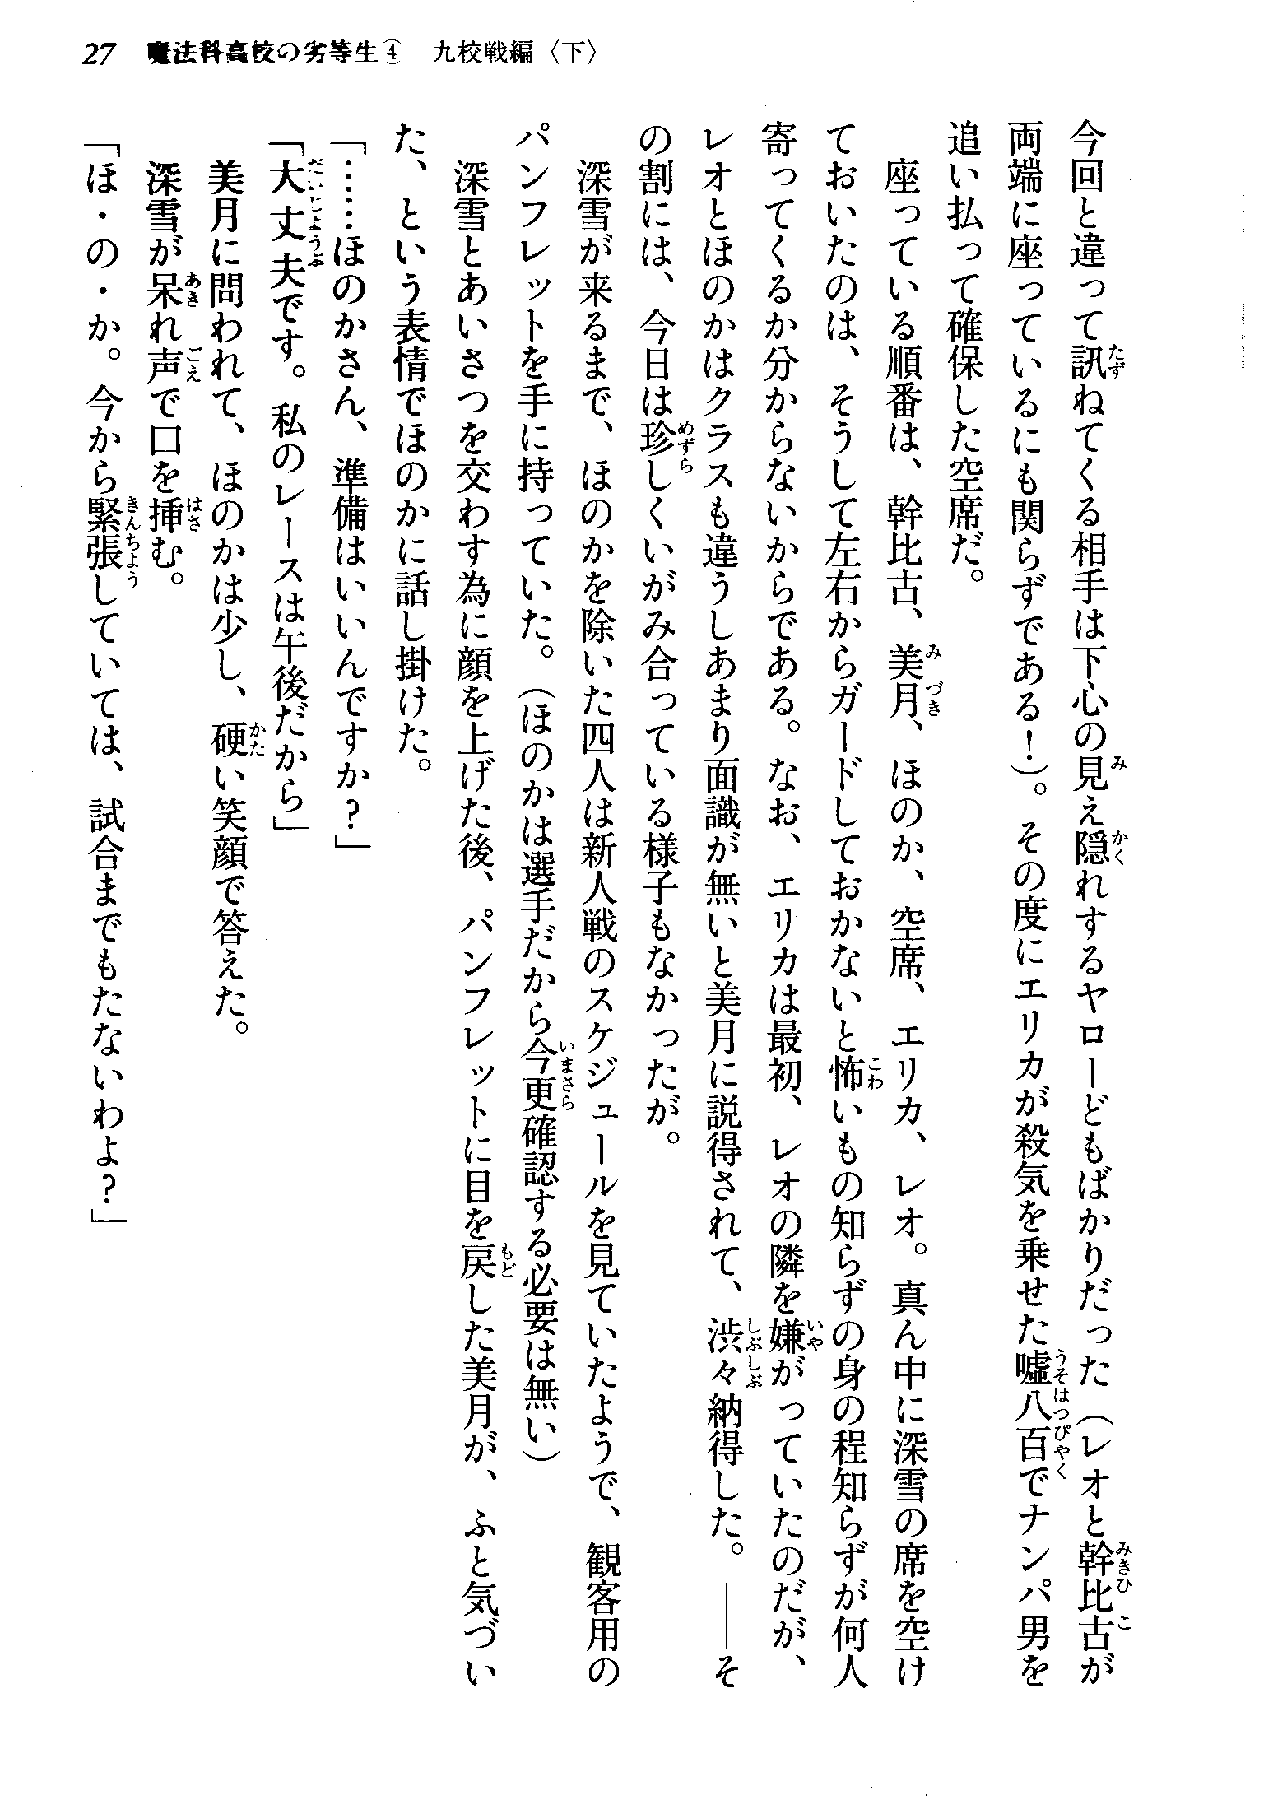 27 魔法科高校の劣等生④ 九校戦編〈下〉
今回と違って訊ねてくる相手は下心の見え隠れするヤローどもばかりだった（レオと幹比古が
両端に座っているにも関らずである！）。その度にエリカが殺気を乗せた嘘八百でナンパ男を
追い払って確保した空席だ。
座っている順番は、幹比古、美月、ほのか、空席、エリカ、レオ。真ん中に深雪の席を空け
ておいたのは、そうして左右からガードしておかないと怖いもの知らずの身の程知らずが何人
寄ってくるか分からないからである。なお、エリカは最初、レオの隣を嫌がっていたのだが、
レオとほのかはクラスも違うしあまり面識が無いと美月に説得されて、渋々納得した。――そ
の割には、今日は珍しくいがみ合っている様子もなかったが。
深雪が来るまで、ほのかを除いた四人は新人戦のスケジュールを見ていたようで、観客用の
パンフレットを手に持っていた。（ほのかは選手だから今更確認する必要は無い）
深雪とあいさつを交わす為に顔を上げた後、パンフレットに目を戻した美月が、ふと気づい
た、という表情でほのかに話し掛けた。
「……ほのかさん、準備はいいんですか？」
「大丈夫です。私のレースは午後だから」
美月に問われて、ほのかは少し、硬い笑顔で答えた。
深雪が呆れ声で口を挿む。
「ほ・の・か。今から緊張していては、試合までもたないわよ？」